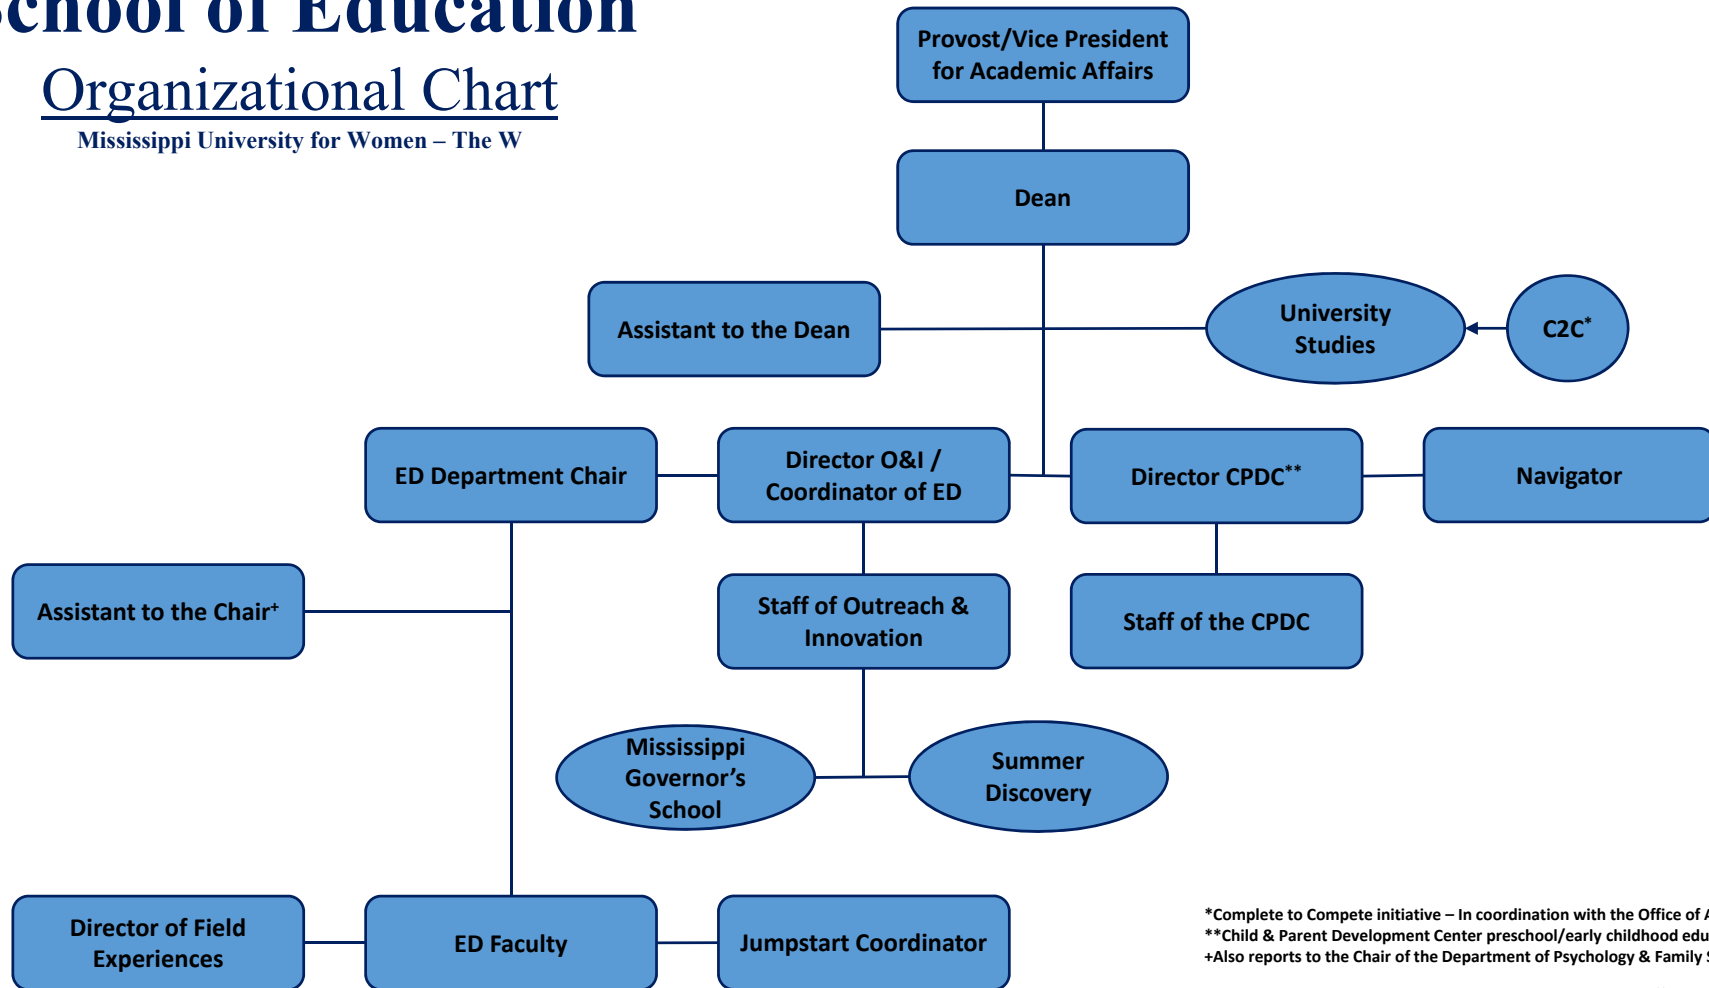 School of Education
Organizational Chart
Mississippi University for Women – The W
Provost/Vice President
for Academic Affairs
Dean
Assistant to the Dean
University
Studies
C2C*
ED Department Chair
Director O&I /
Coordinator of ED
Director CPDC**
Navigator
Assistant to the Chair+
Staff of Outreach &
Innovation
Staff of the CPDC
Mississippi
Governor’s
School
Summer
Discovery
Director of Field
Experiences
ED Faculty
Jumpstart Coordinator
*Complete to Compete initiative – In coordination with the Office of
**Child & Parent Development Center preschool/early childhood
+Also reports to the Chair of the Department of Psychology & Family